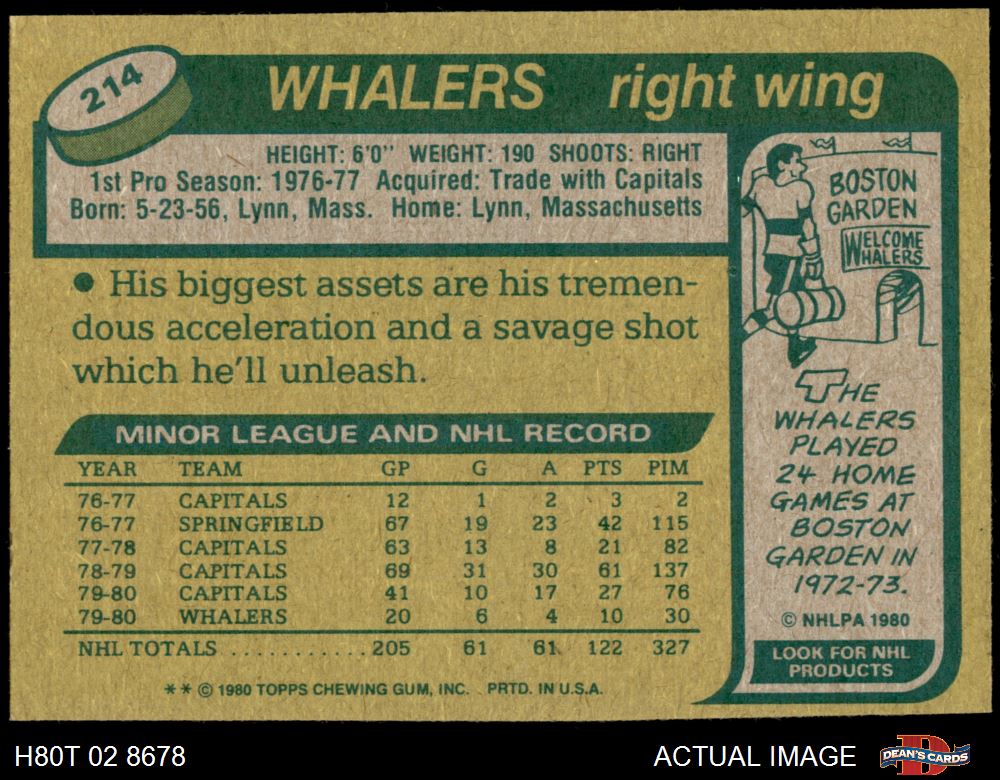 214
WHALERS right wing
HEIGHT: 6'0" WEIGHT: 190 SHOOTS: RIGHT
1st Pro Season: 1976-77 Acquired: Trade with Capitals
Born: 5-23-56, Lynn, Mass. Home: Lynn, Massachusetts
● His biggest assets are his tremen-
dous acceleration and a savage shot
which he'll unleash.
MINOR LEAGUE AND NHL RECORD
YEAR TEAM GP G A PTS PIM
76-77 CAPITALS 12 1 2 3 2
76-77 SPRINGFIELD 67 19 23 42 115
77-78 CAPITALS 63 13 8 21 82
78-79 CAPITALS 69 31 30 61 137
79-80 CAPITALS 41 10 17 27 76
79-80 WHALERS 20 6 4 10 30
NHL TOTALS ............ 205 61 61 122 327
** © 1980 TOPPS CHEWING GUM, INC. PRTD. IN U.S.A.
BOSTON
GARDEN
WELCOME
WHALERS
THE
WHALERS
PLAYED
24 HOME
GAMES AT
BOSTON
GARDEN IN
1972-73.
© NHLPA 1980
LOOK FOR NHL
PRODUCTS
H80T 02 8678
ACTUAL IMAGE
D
DEAN'S CARDS